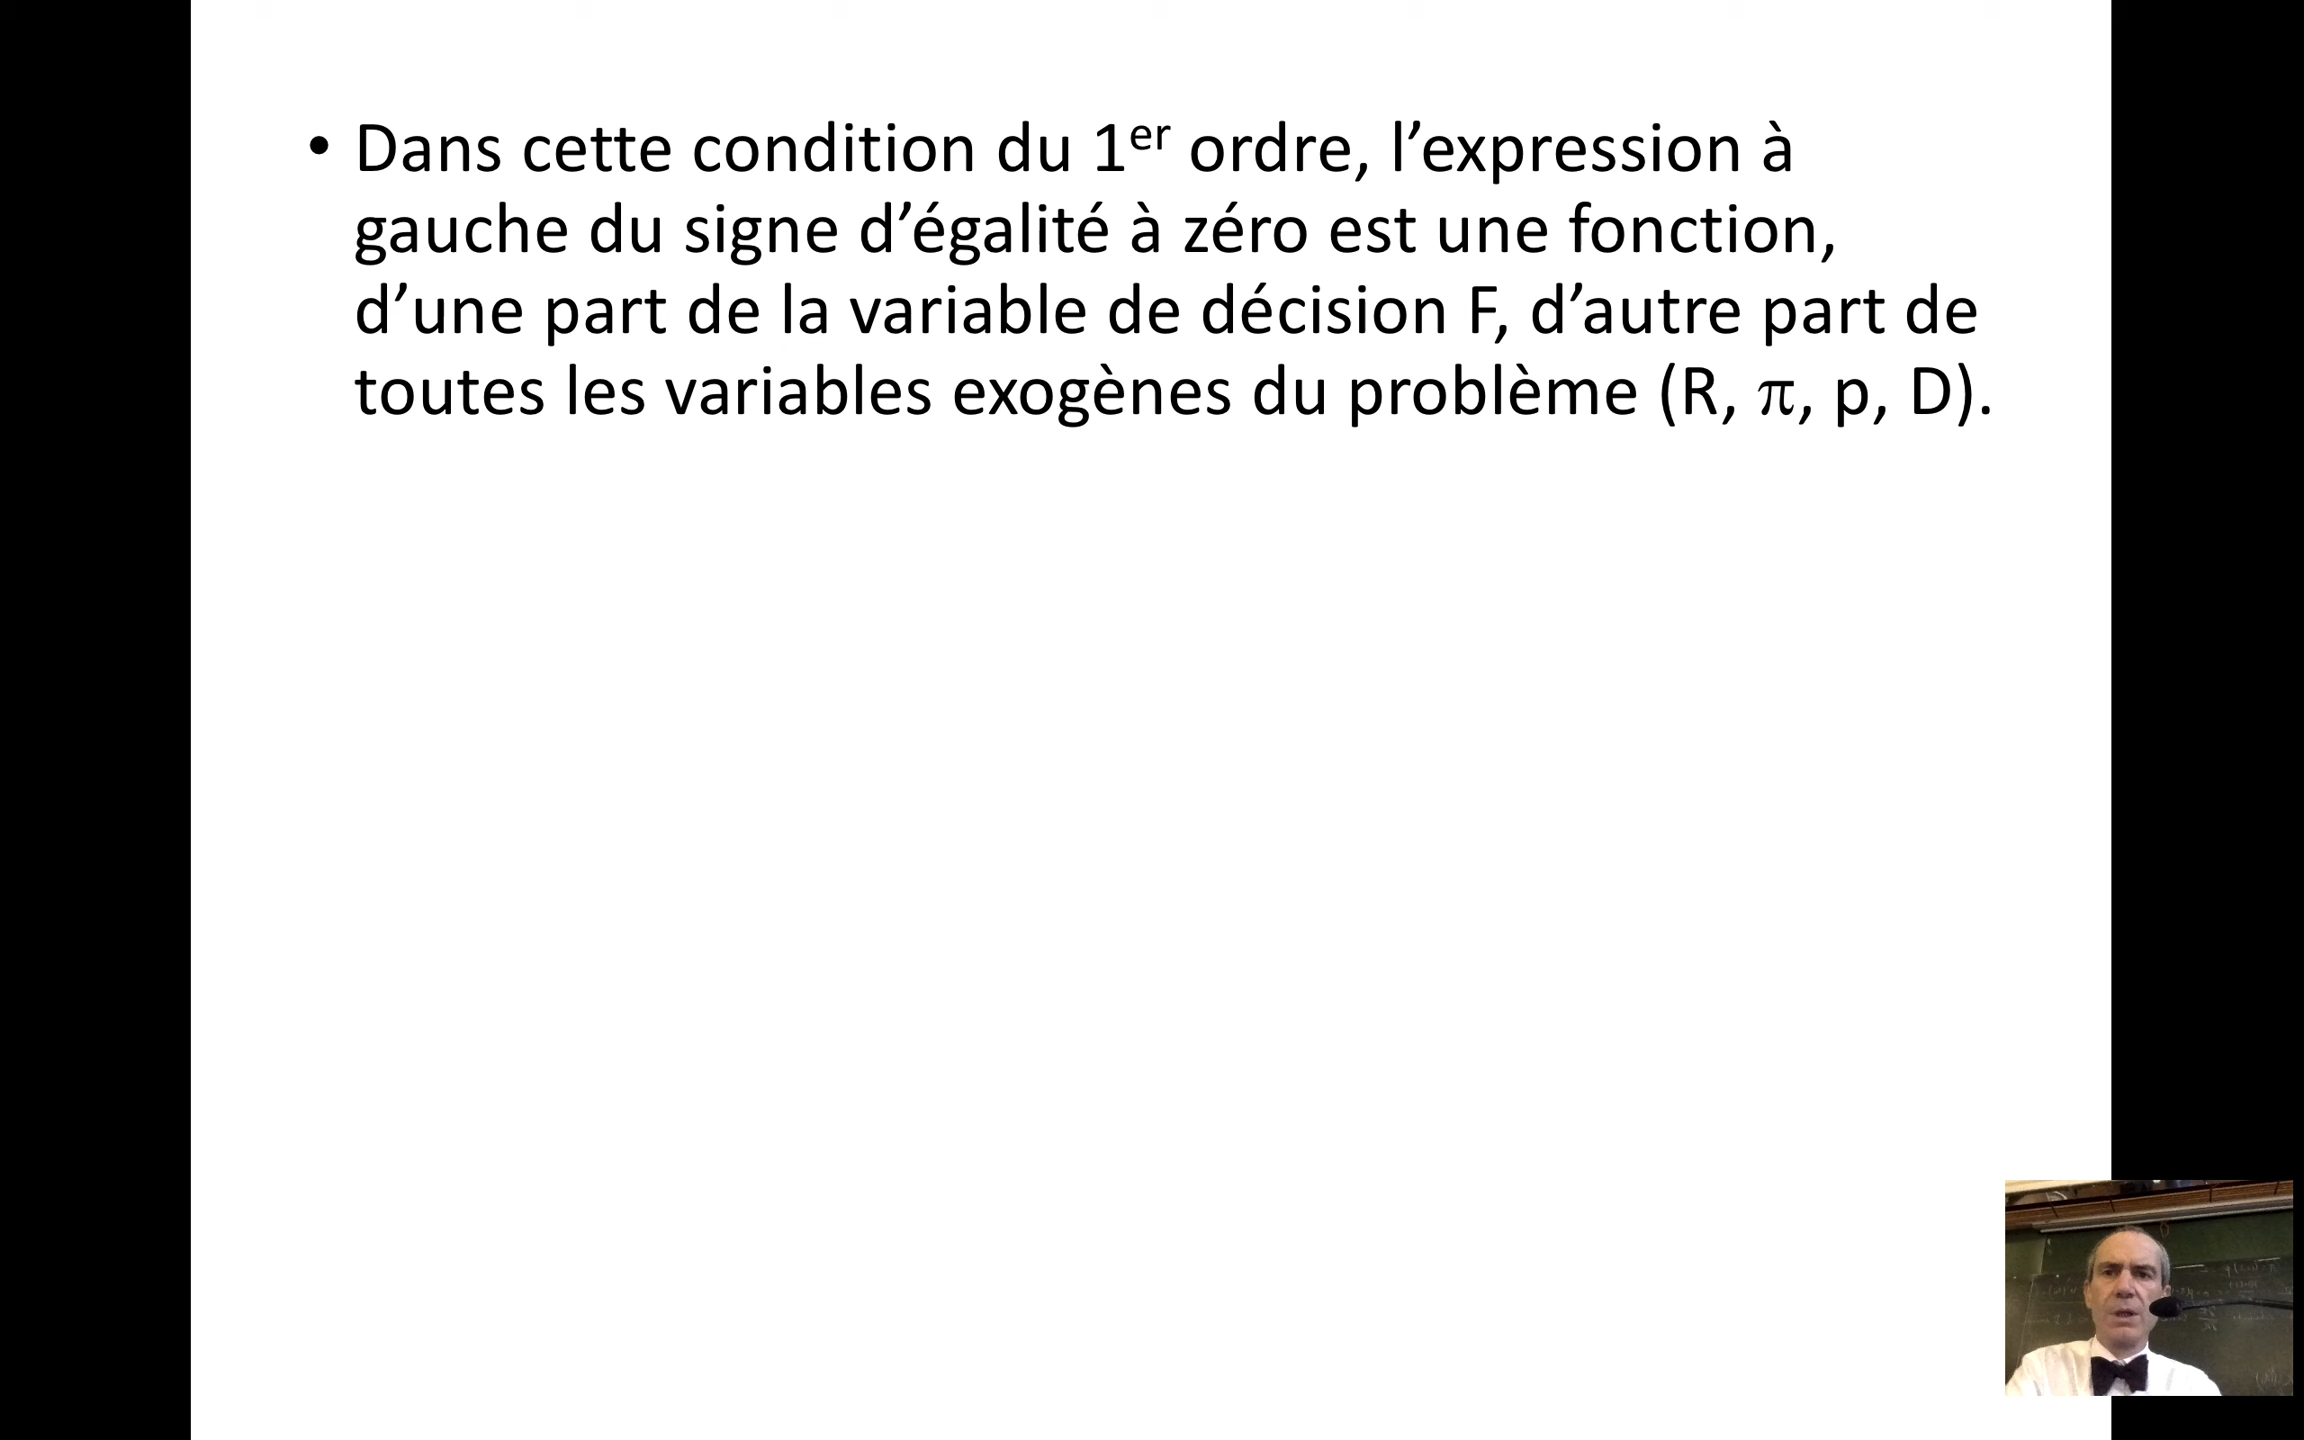 • Dans cette condition du 1er ordre, l’expression à
gauche du signe d’égalité à zéro est une fonction,
d’une part de la variable de décision F, d’autre part de
toutes les variables exogènes du problème (R, π, p, D).